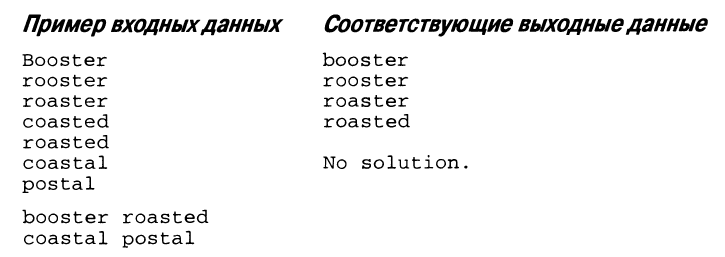 Пример входных данных
Соответствующие выходные данные
Booster
rooster
roaster
coasted
roasted
coastal
postal
booster roasted
coastal postal
booster
rooster
roaster
roasted
No solution.